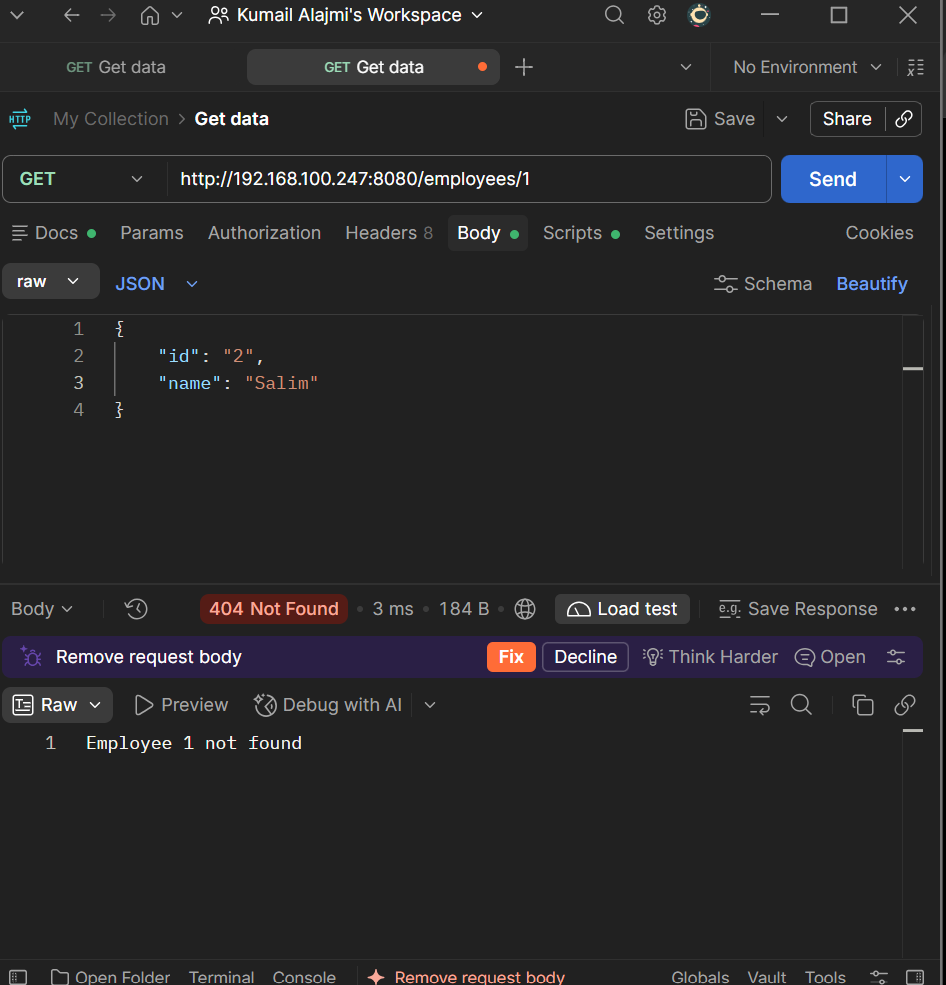 Kumail Alajmi's Workspace
GET Get data
GET Get data
No Environment
HTTP My Collection > Get data
Save
Share
GET
http://192.168.100.247:8080/employees/1
Send
Docs
Params
Authorization
Headers 8
Body
Scripts
Settings
Cookies
raw
JSON
Schema
Beautify
1 {
2 "id": "2",
3 "name": "Salim"
4 }
Body
404 Not Found • 3 ms • 184 B •
Load test
e.g. Save Response
Remove request body
Fix
Decline
Think Harder
Open
Raw
Preview
Debug with AI
1 Employee 1 not found
Open Folder
Terminal
Console
Remove request body
Globals
Vault
Tools